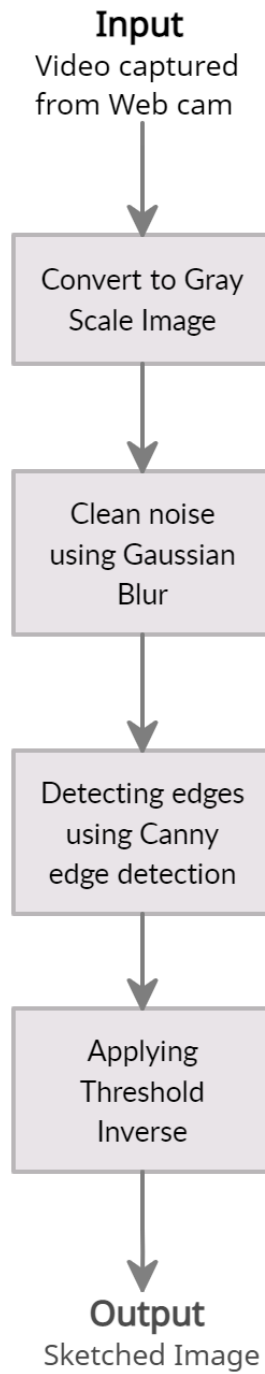 Input
Video captured
from Web cam
Convert to Gray
Scale Image
Clean noise
using Gaussian
Blur
Detecting edges
using Canny
edge detection
Applying
Threshold
Inverse
Output
Sketched Image